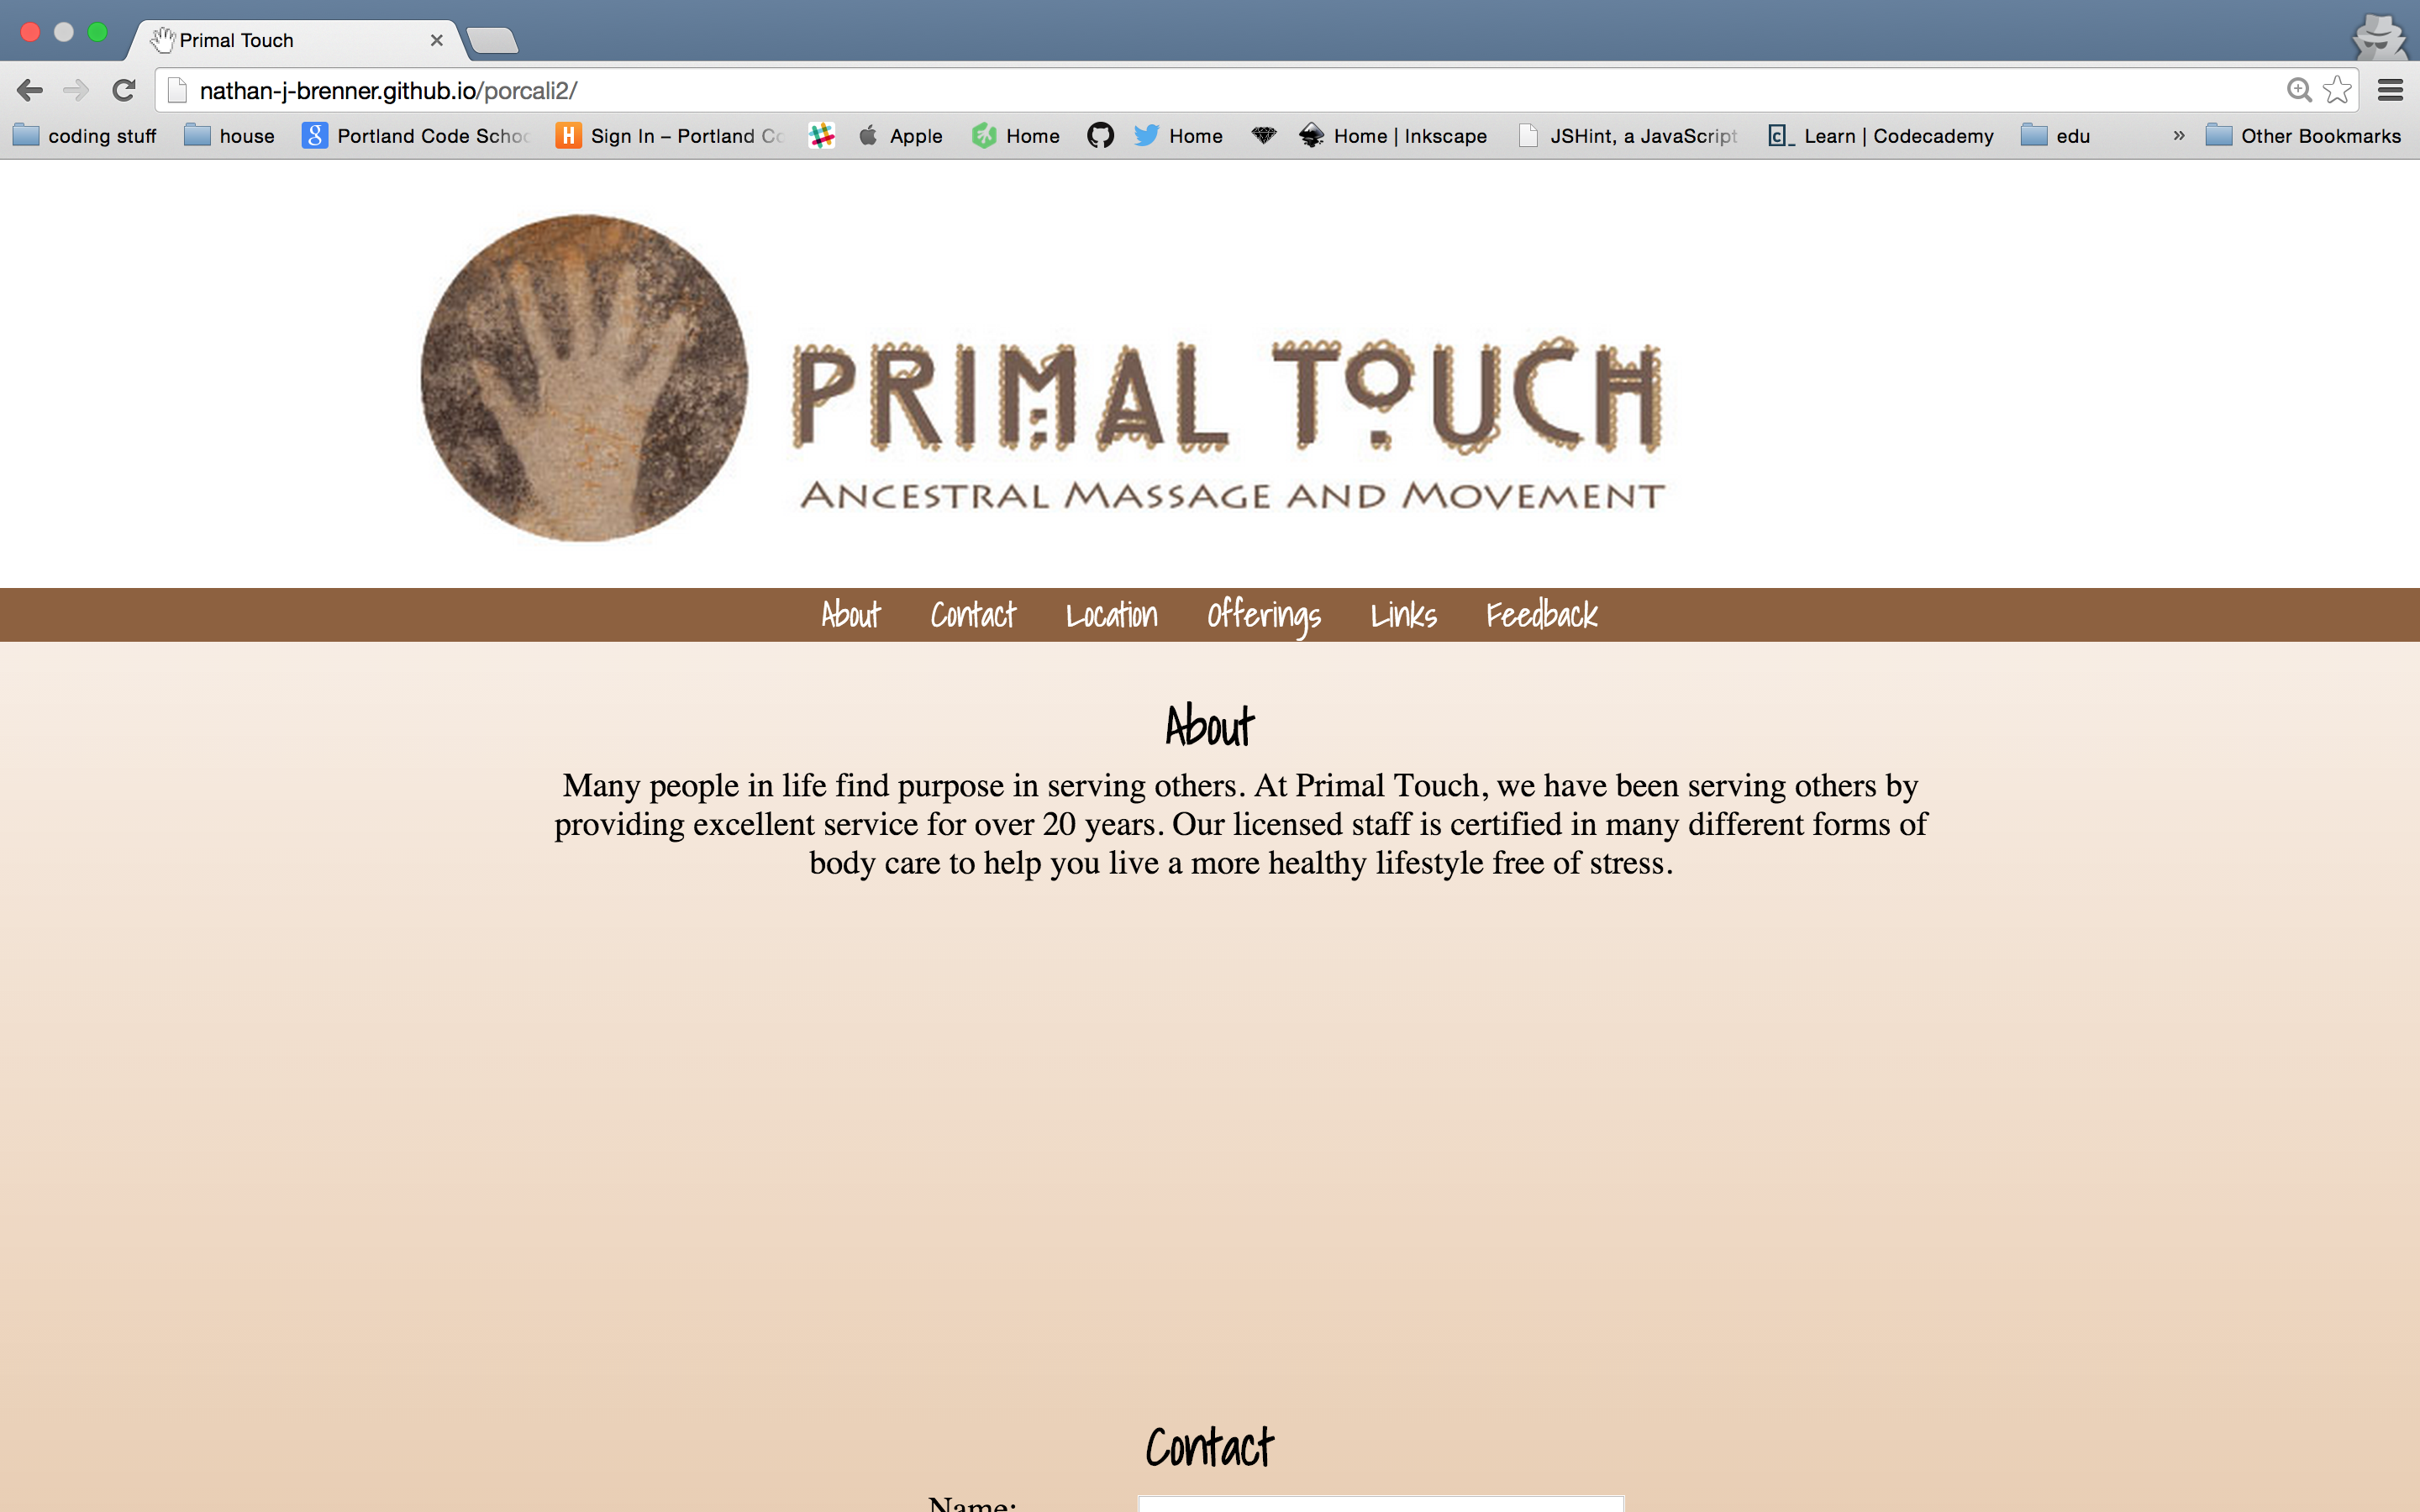 Primal Touch
nathan-j-brenner.github.io/porcali2/
coding stuff house Portland Code Scho Sign In – Portland Co Apple Home Home Home | Inkscape JSHint, a JavaScript Learn | Codecademy edu » Other Bookmarks
PRIMAL TOUCH
ANCESTRAL MASSAGE AND MOVEMENT
About Contact Location Offerings Links Feedback
About
Many people in life find purpose in serving others. At Primal Touch, we have been serving others by
providing excellent service for over 20 years. Our licensed staff is certified in many different forms of
body care to help you live a more healthy lifestyle free of stress.
Contact
Name: